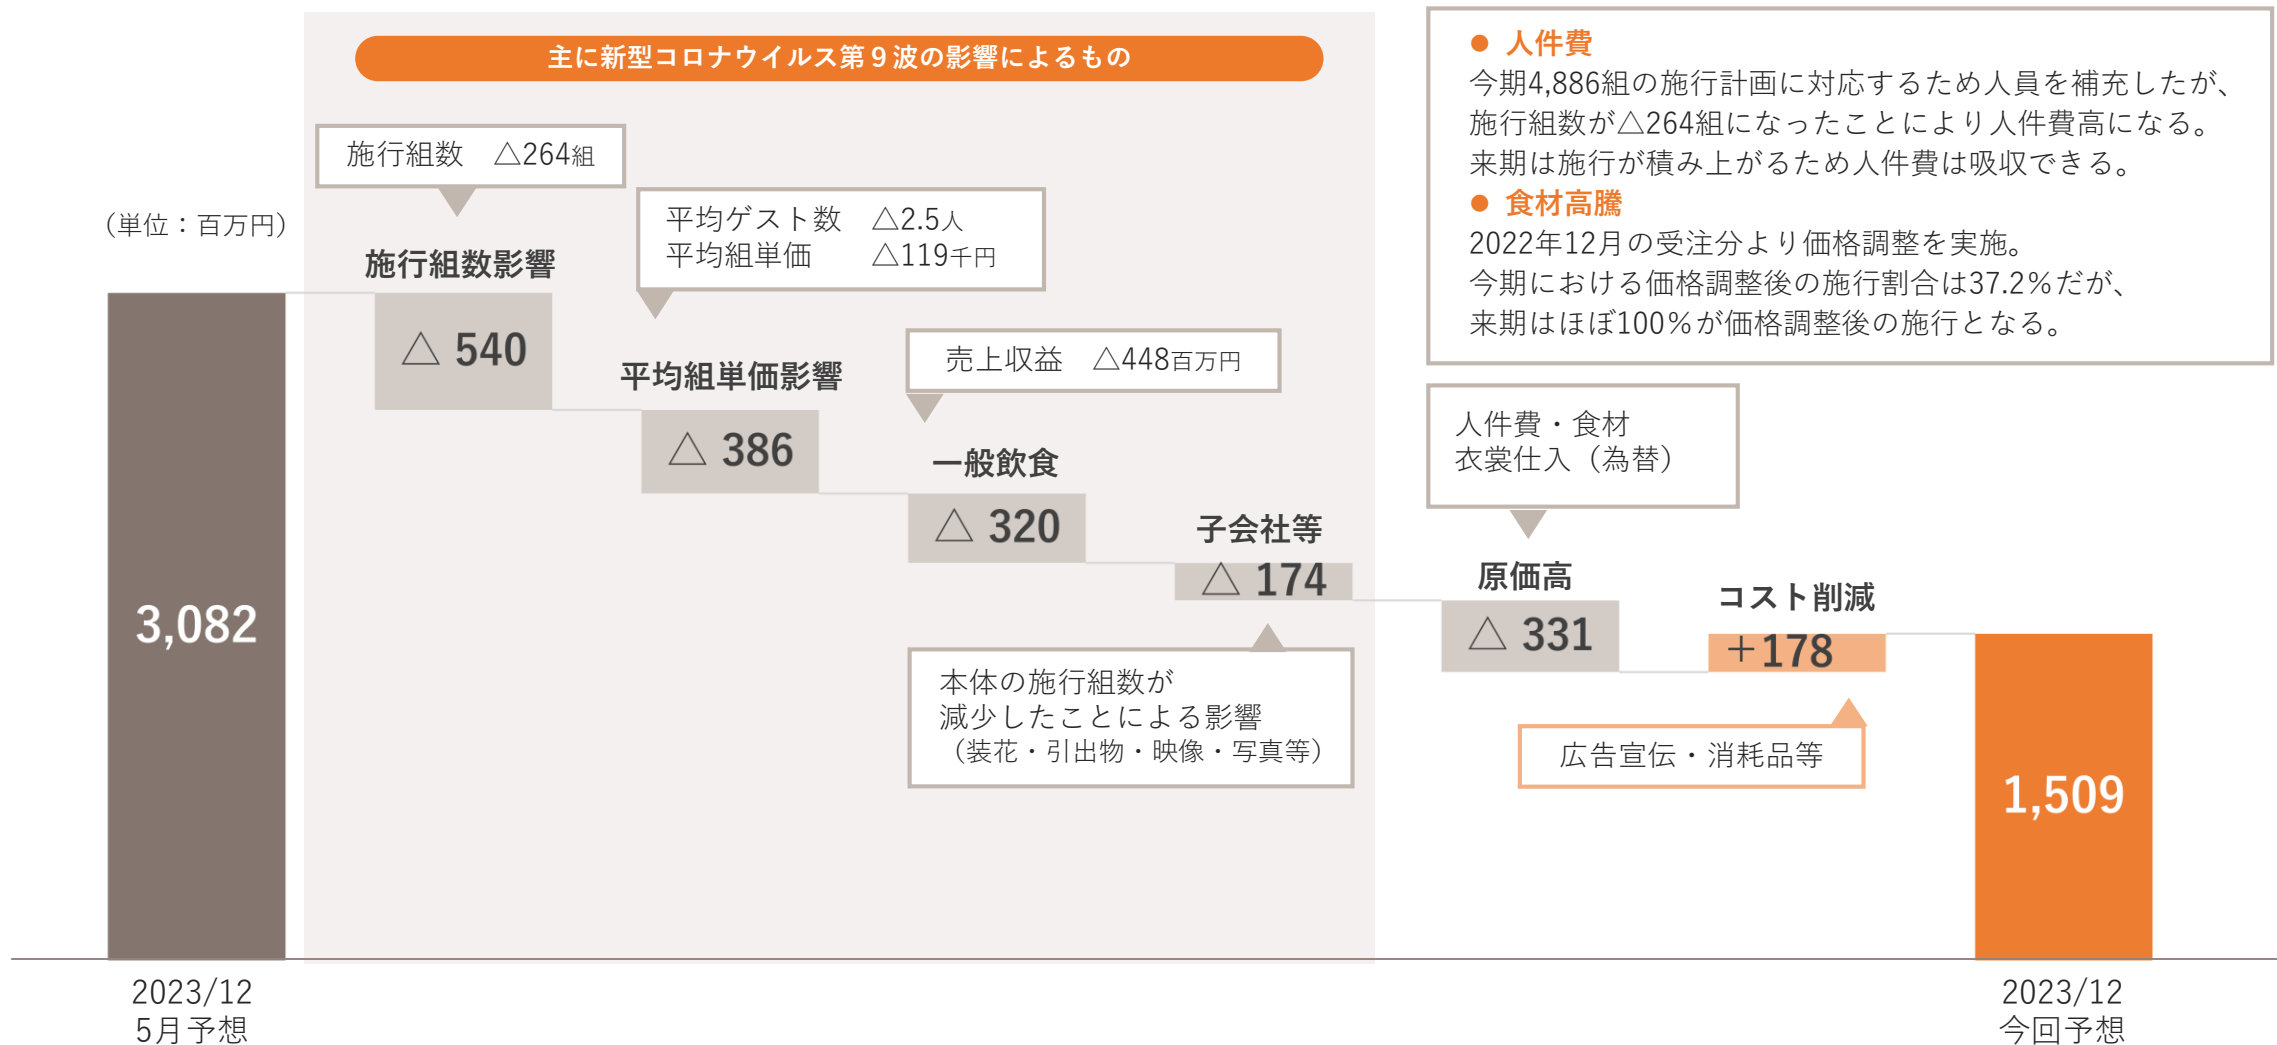 主に新型コロナウイルス第９波の影響によるもの
施行組数　△264組
（単位：百万円）
施行組数影響
平均ゲスト数　△2.5人
平均組単価　　△119千円
△ 540
平均組単価影響
売上収益　△448百万円
△ 386
一般飲食
△ 320
子会社等
△ 174
本体の施行組数が
減少したことによる影響
（装花・引出物・映像・写真等）
● 人件費
今期4,886組の施行計画に対応するため人員を補充したが、
施行組数が△264組になったことにより人件費高になる。
来期は施行が積み上がるため人件費は吸収できる。
● 食材高騰
2022年12月の受注分より価格調整を実施。
今期における価格調整後の施行割合は37.2％だが、
来期はほぼ100％が価格調整後の施行となる。
人件費・食材
衣裳仕入（為替）
原価高
△ 331
コスト削減
＋178
広告宣伝・消耗品等
3,082
1,509
2023/12
5月予想
2023/12
今回予想